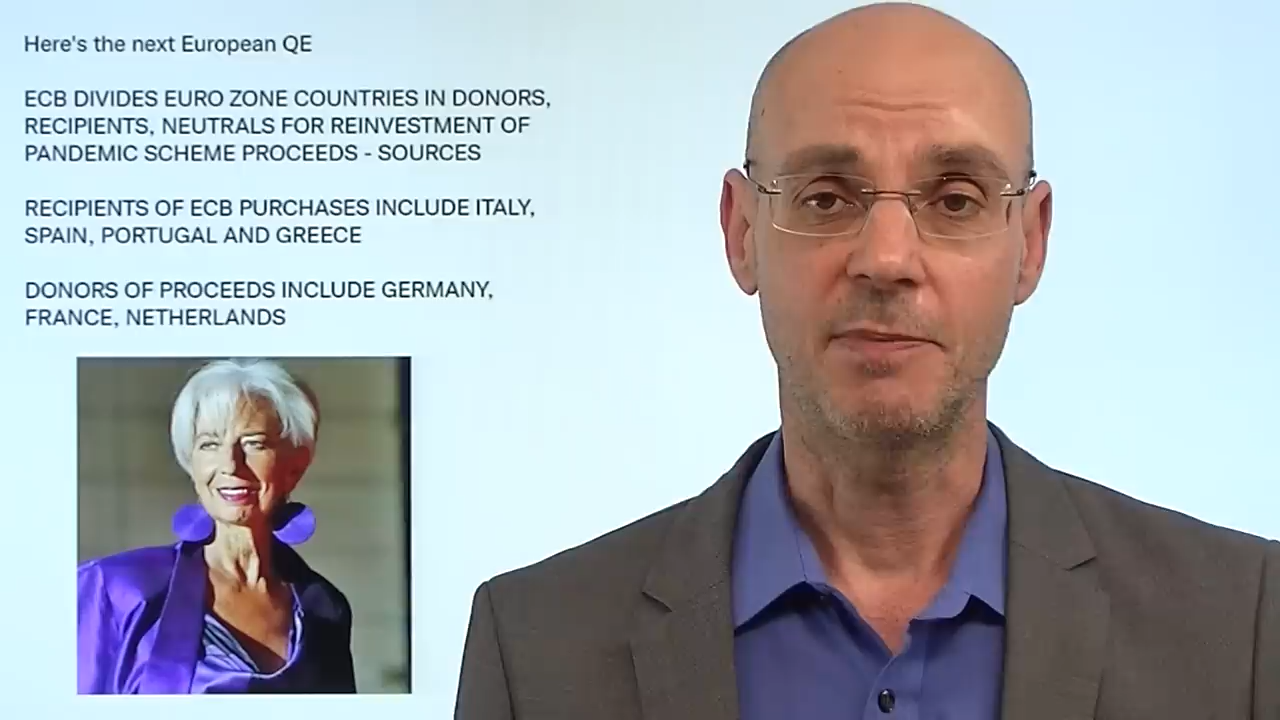 Here's the next European QE
ECB DIVIDES EURO ZONE COUNTRIES IN DONORS,
RECIPIENTS, NEUTRALS FOR REINVESTMENT OF
PANDEMIC SCHEME PROCEEDS - SOURCES
RECIPIENTS OF ECB PURCHASES INCLUDE ITALY,
SPAIN, PORTUGAL AND GREECE
DONORS OF PROCEEDS INCLUDE GERMANY,
FRANCE, NETHERLANDS